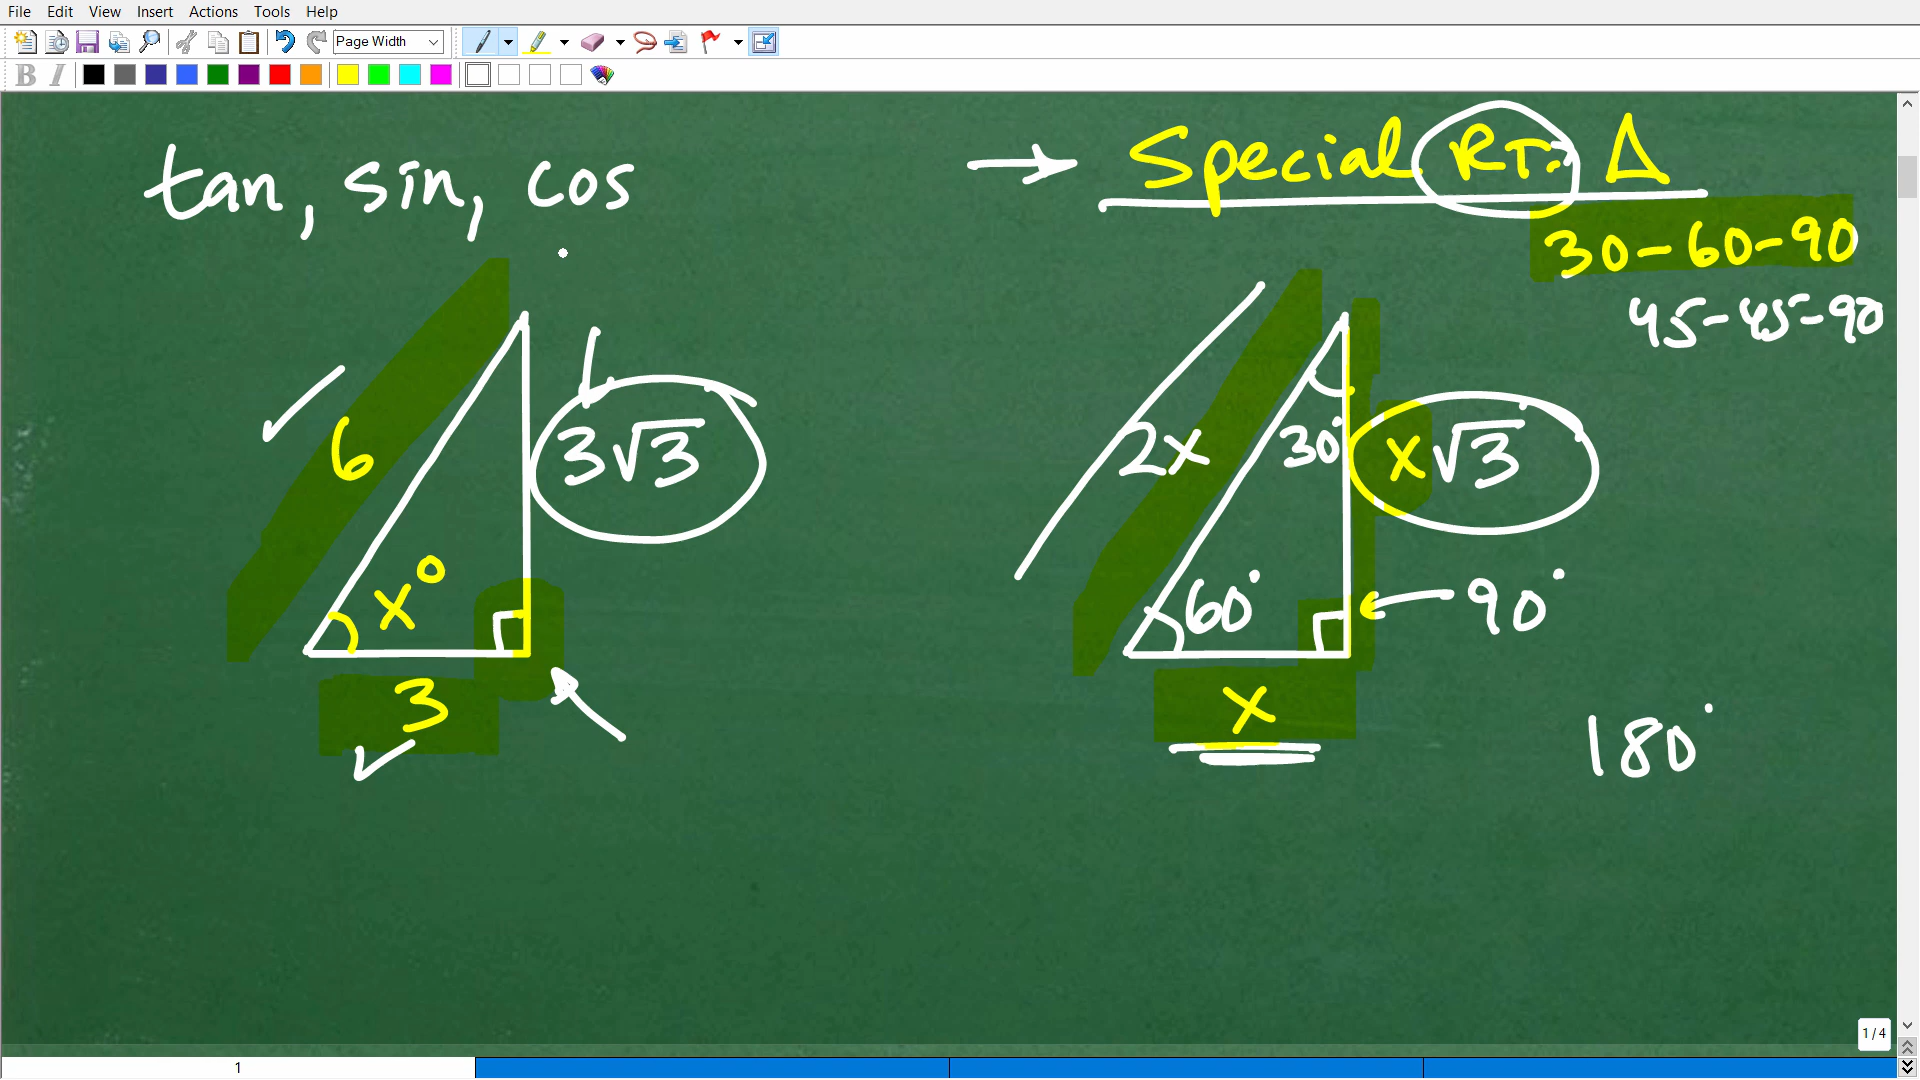 File Edit View Insert Actions Tools Help
Page Width
B I
tan, sin, cos
→ Special RT. Δ
30-60-90
45-45-90
6
3√3
x°
3
2x
30°
x√3
60°
← 90°
x
180°
1/4
1